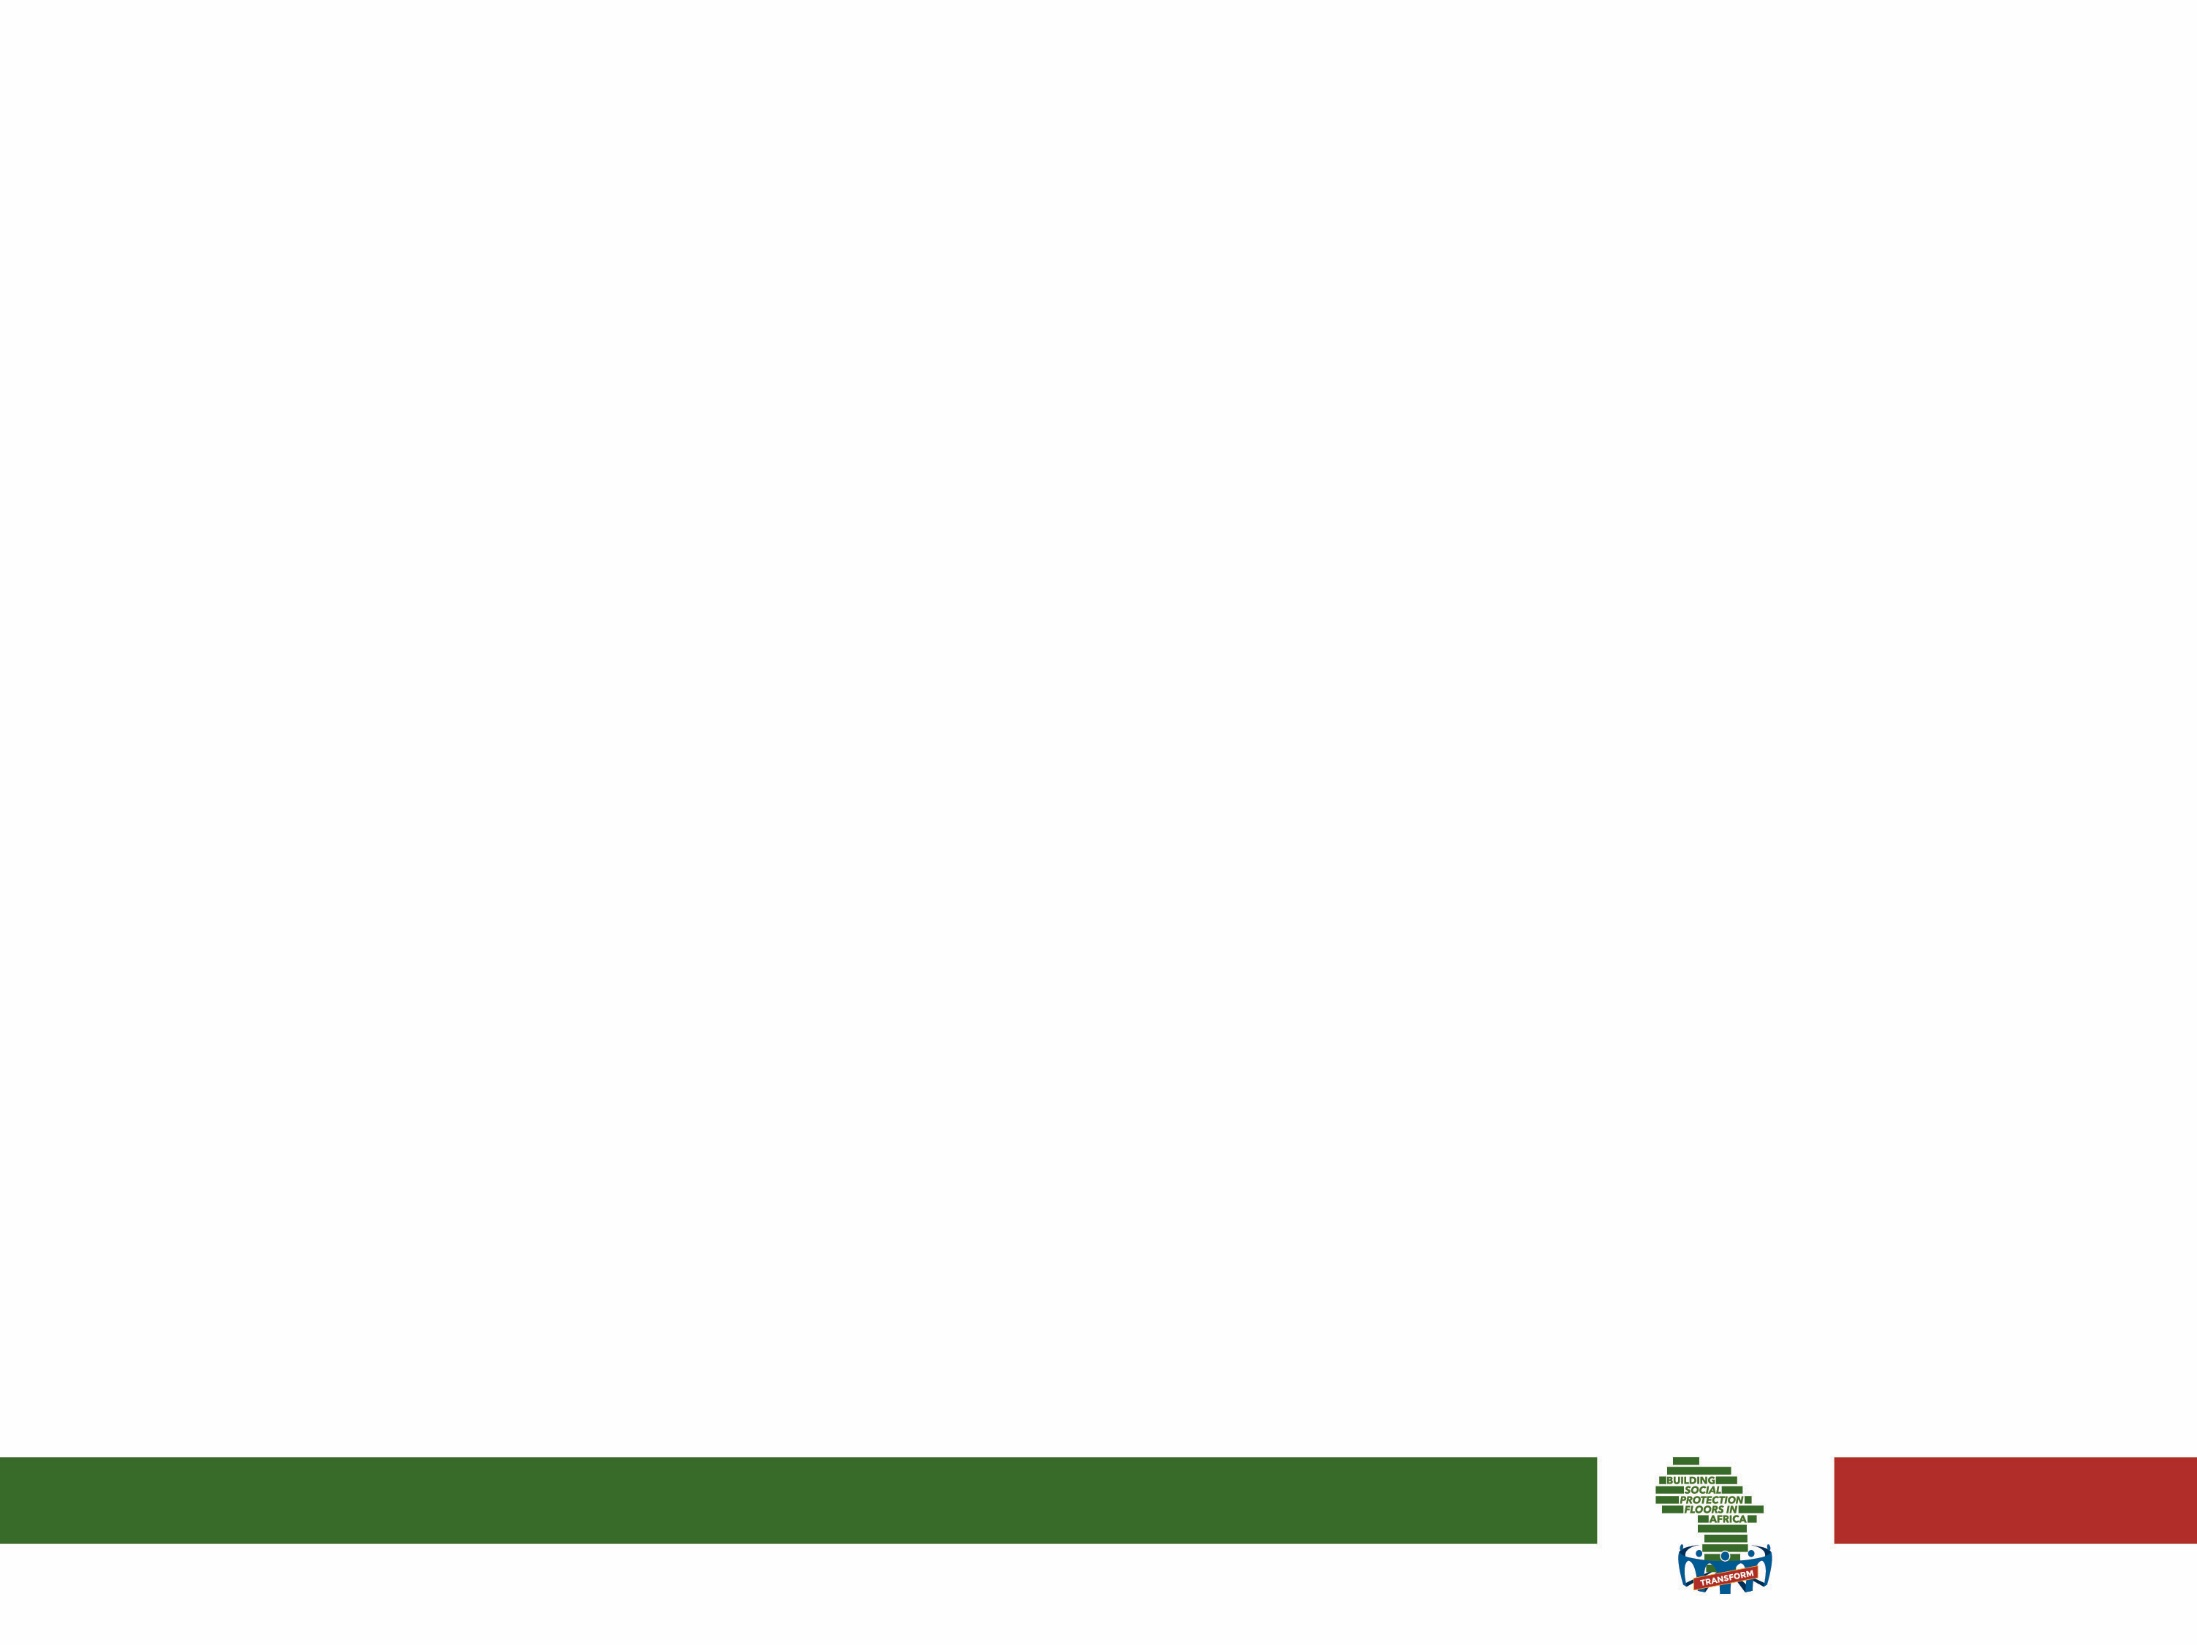 BUILDING
SOCIAL
PROTECTION
FLOORS IN
AFRICA
TRANSFORM